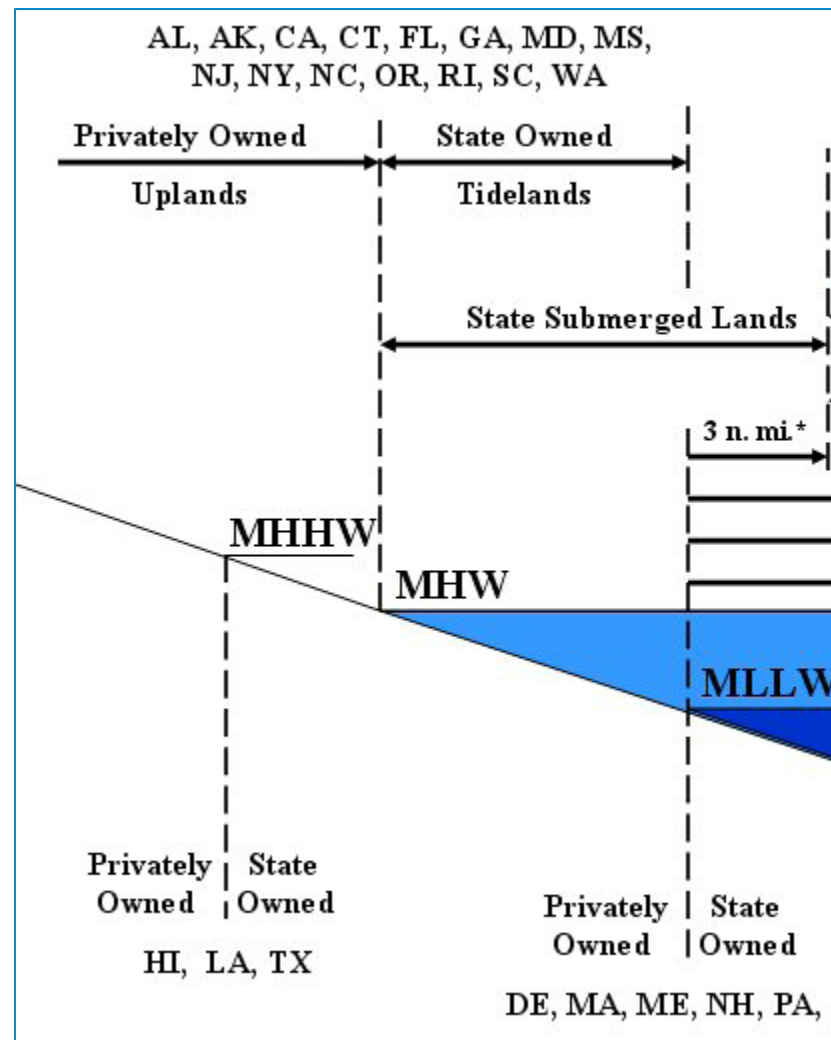 AL, AK, CA, CT, FL, GA, MD, MS,
NJ, NY, NC, OR, RI, SC, WA
Privately Owned
State Owned
Uplands
Tidelands
State Submerged Lands
3 n. mi.*
MHHW
MHW
MLLW
Privately
Owned
State
Owned
HI, LA, TX
Privately
Owned
State
Owned
DE, MA, ME, NH, PA,